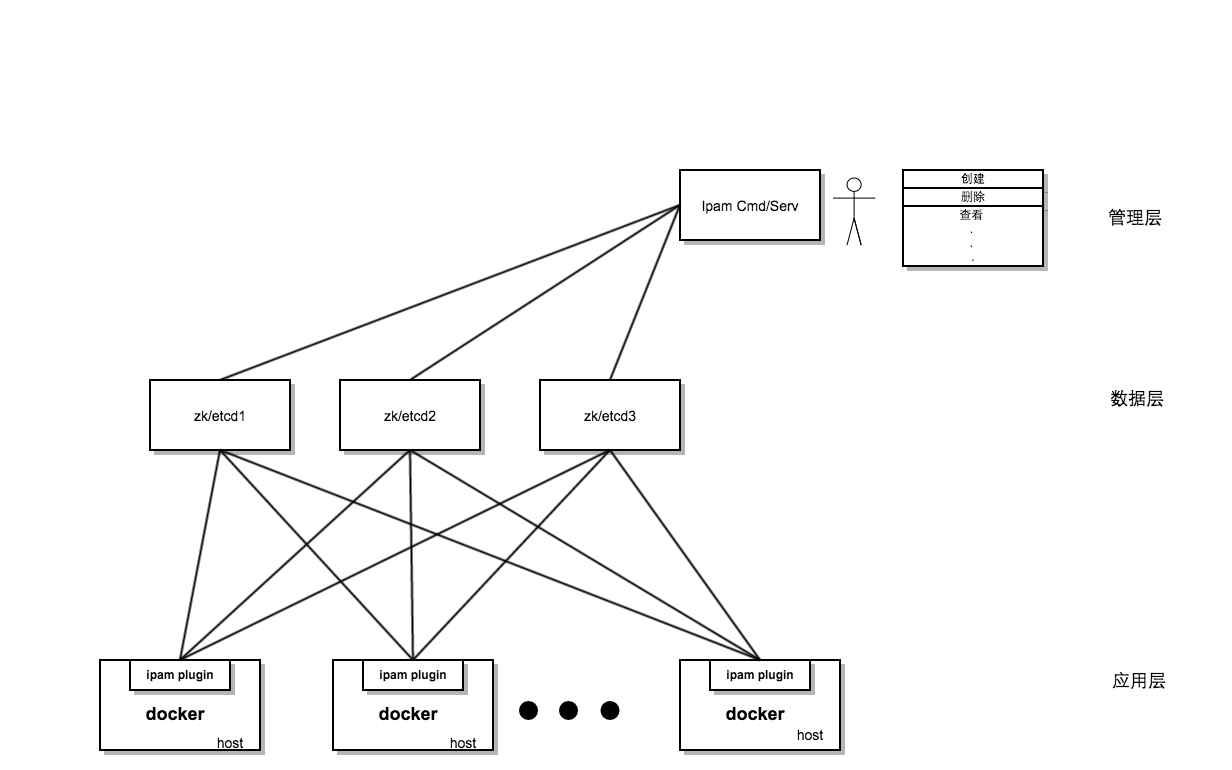 创建
删除
Ipam Cmd/Serv
查看
.
.
.
管理层
zk/etcd1
zk/etcd2
zk/etcd3
数据层
ipam plugin
ipam plugin
ipam plugin
应用层
docker
docker
docker
host
host
host